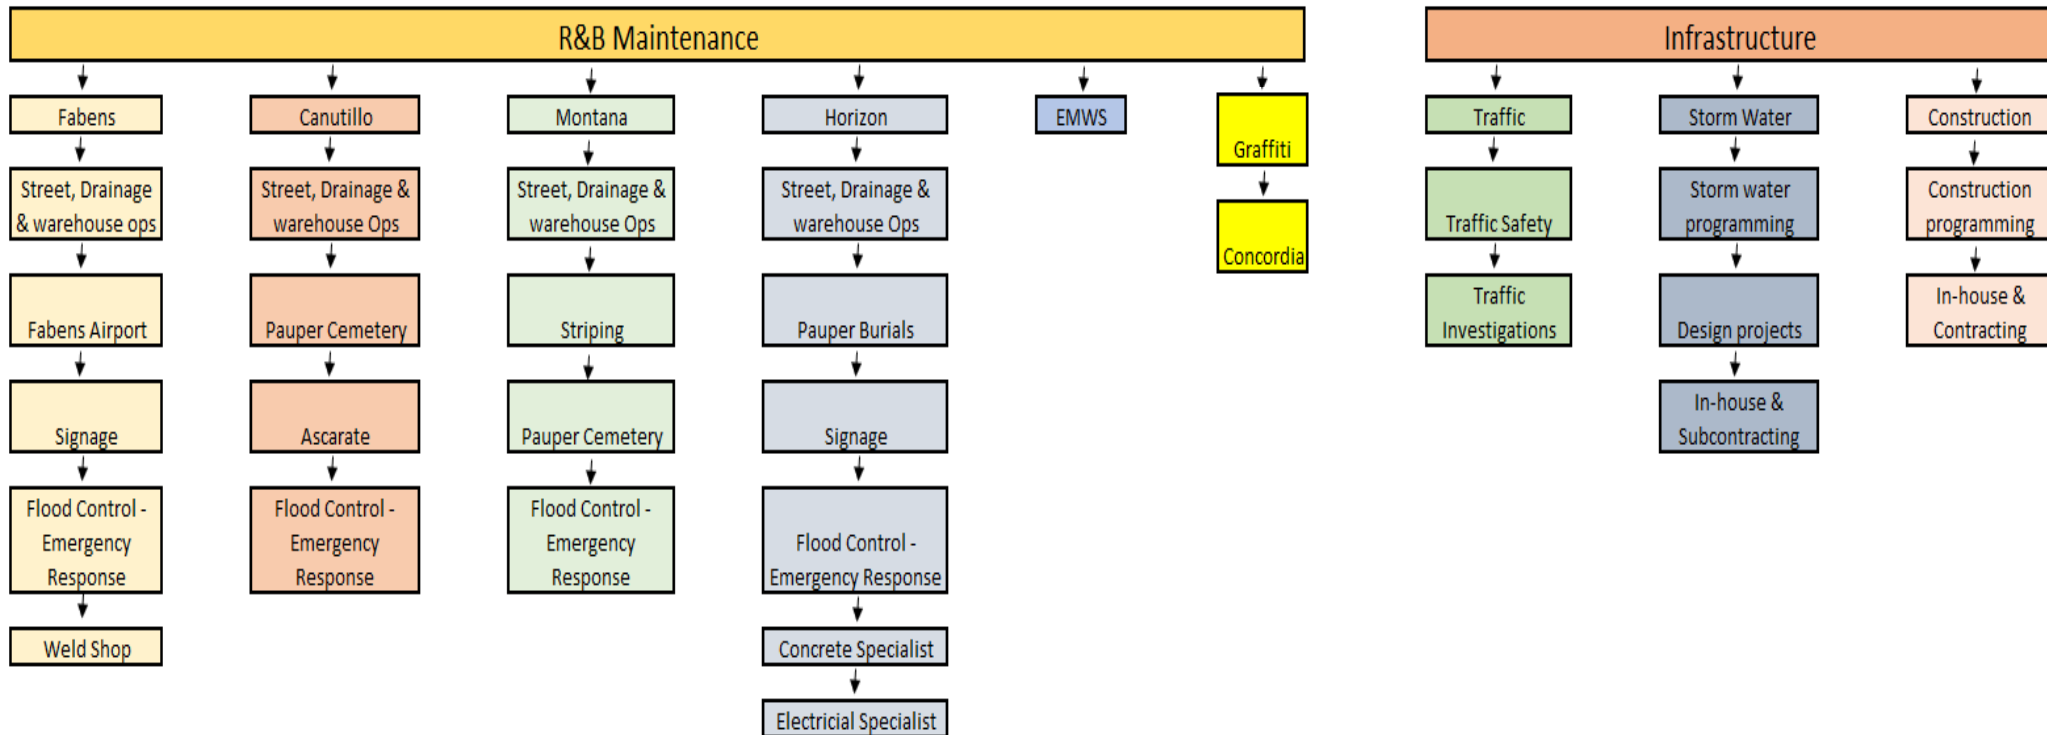 R&B Maintenance
Infrastructure
Fabens
Canutillo
Montana
Horizon
EMWS
Graffiti
Traffic
Storm Water
Construction
Street, Drainage
& warehouse ops
Street, Drainage &
warehouse Ops
Street, Drainage &
warehouse Ops
Street, Drainage &
warehouse Ops
Concordia
Traffic Safety
Storm water
programming
Construction
programming
Fabens Airport
Pauper Cemetery
Striping
Pauper Burials
Traffic
Investigations
Design projects
In-house &
Contracting
Signage
Ascarate
Pauper Cemetery
Signage
In-house &
Subcontracting
Flood Control -
Emergency
Response
Flood Control -
Emergency
Response
Flood Control -
Emergency
Response
Flood Control -
Emergency Response
Weld Shop
Concrete Specialist
Electricial Specialist